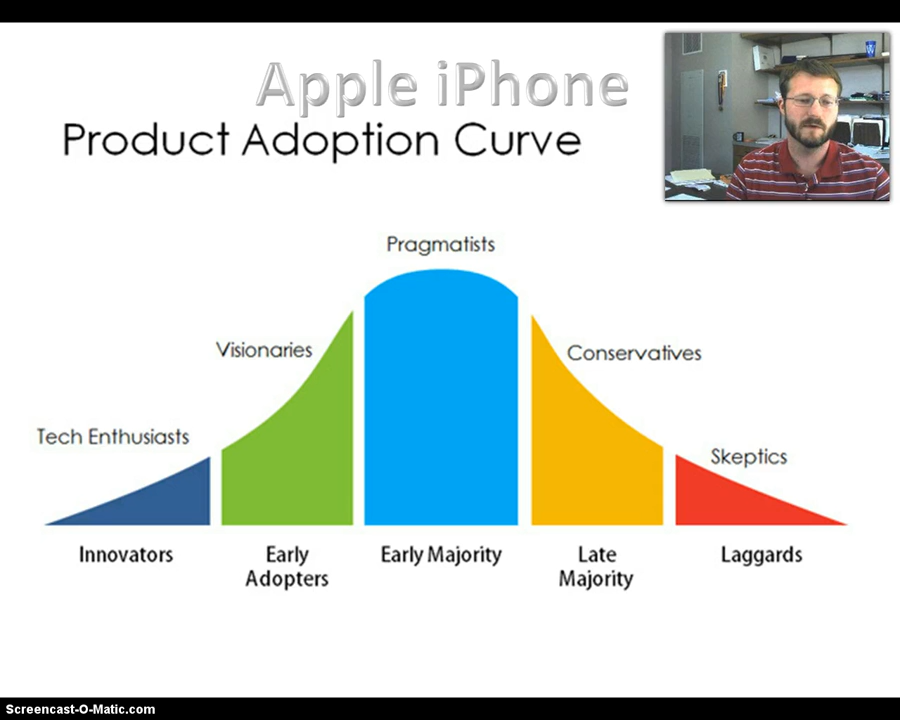 Apple iPhone
Product Adoption Curve
Pragmatists
Visionaries
Conservatives
Tech Enthusiasts
Skeptics
Innovators
Early
Adopters
Early Majority
Late
Majority
Laggards
Screencast-O-Matic.com